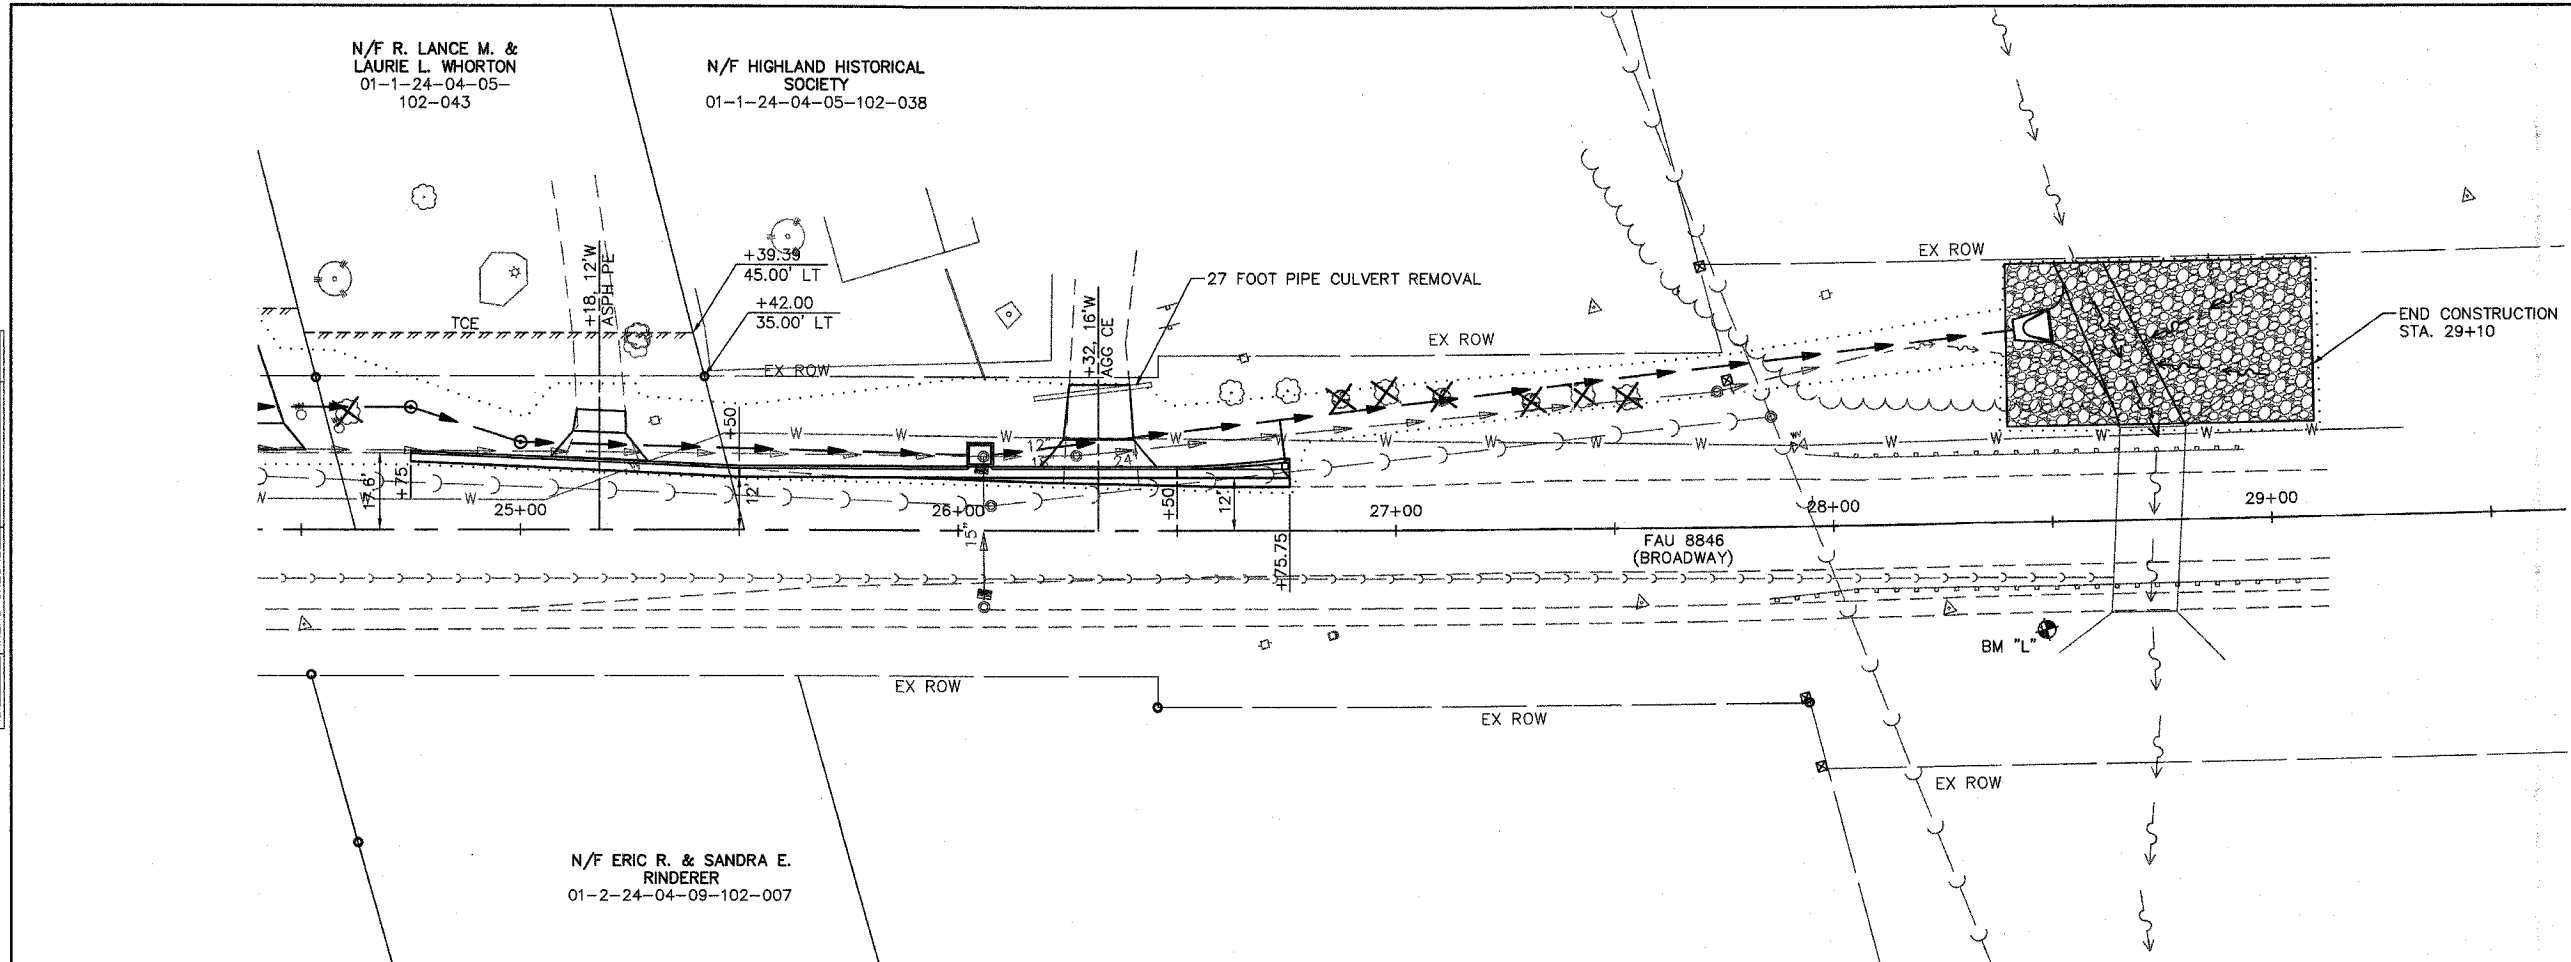 N/F R. LANCE M. &
LAURIE L. WHORTON
01-1-24-04-05-
102-043
N/F HIGHLAND HISTORICAL
SOCIETY
01-1-24-04-05-102-038
+18, 12'W
ASPH PE
+39.39
45.00' LT
+42.00
35.00' LT
TCE
EX ROW
+32, 16'W
AGG CE
27 FOOT PIPE CULVERT REMOVAL
EX ROW
EX ROW
END CONSTRUCTION
STA. 29+10
+50
W W W W W W W W W W W W W
12
24
17.6'
+75
W W W
12'
+50
12'
25+00
26+00
27+00
28+00
29+00
15"
+75.75
FAU 8846
(BROADWAY)
BM "L"
EX ROW
EX ROW
EX ROW
N/F ERIC R. & SANDRA E.
RINDERER
01-2-24-04-09-102-007